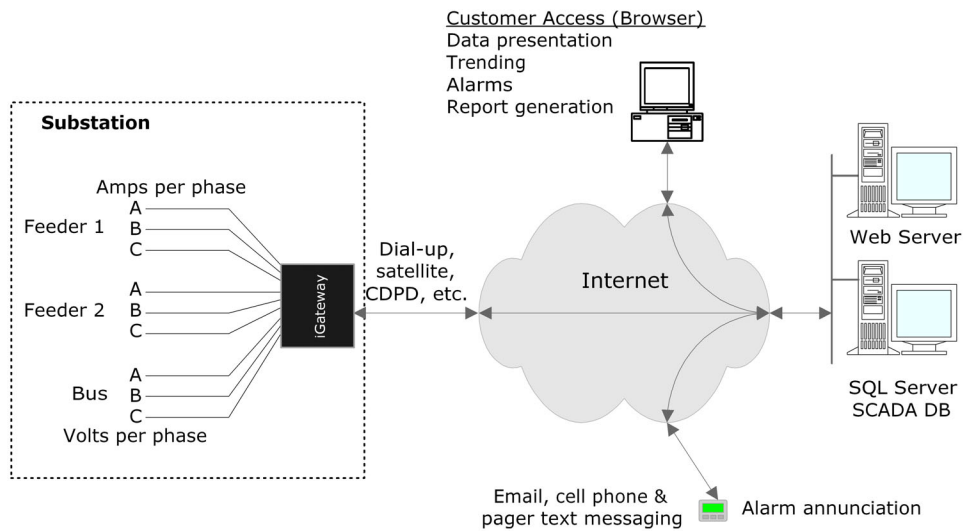 Customer Access (Browser)
Data presentation
Trending
Alarms
Report generation
Substation
Amps per phase
Feeder 1
A
B
C
Feeder 2
A
B
C
Bus
A
B
C
Volts per phase
iGateway
Dial-up,
satellite,
CDPD, etc.
Internet
Web Server
SQL Server
SCADA DB
Email, cell phone &
pager text messaging
Alarm annunciation